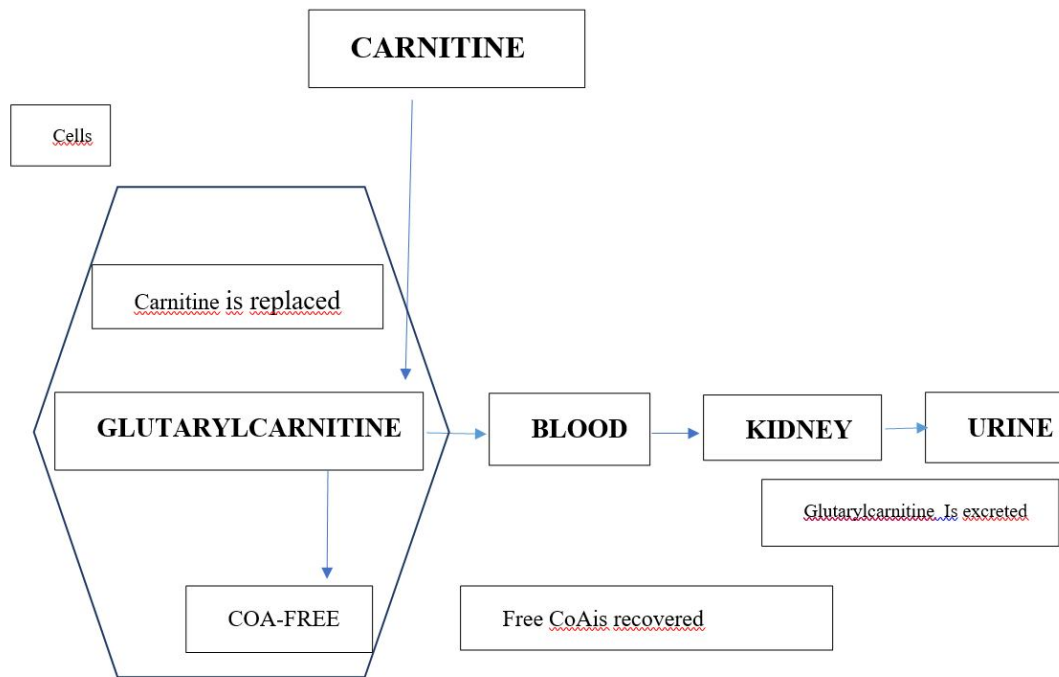 CARNITINE
Cells
Carnitine is replaced
GLUTARYLCARNITINE
BLOOD
KIDNEY
URINE
Glutarylcarnitine Is excreted
COA-FREE
Free CoAis recovered